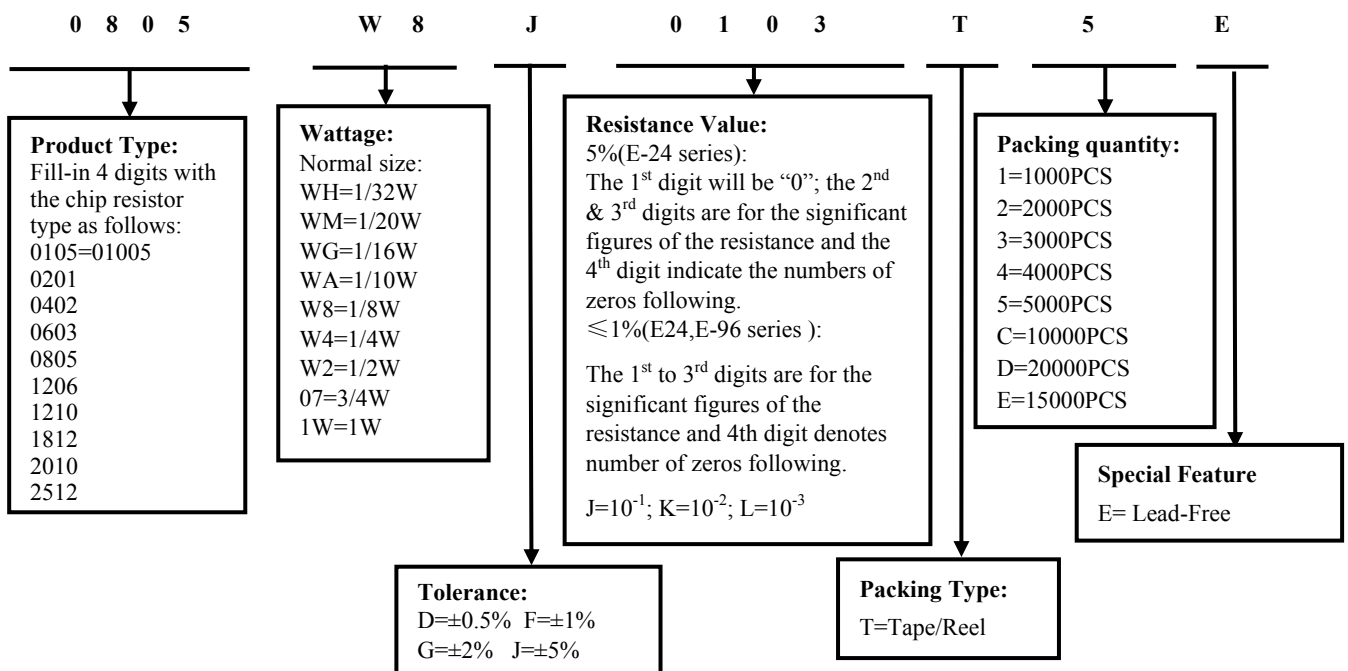 0 8 0 5 W 8 J 0 1 0 3 T 5 E
Product Type:
Fill-in 4 digits with
the chip resistor
type as follows:
0105=01005
0201
0402
0603
0805
1206
1210
1812
2010
2512
Wattage:
Normal size:
WH=1/32W
WM=1/20W
WG=1/16W
WA=1/10W
W8=1/8W
W4=1/4W
W2=1/2W
07=3/4W
1W=1W
Tolerance:
D=±0.5% F=±1%
G=±2% J=±5%
Resistance Value:
5%(E-24 series):
The 1st digit will be “0”; the 2nd
& 3rd digits are for the significant
figures of the resistance and the
4th digit indicate the numbers of
zeros following.
≤1%(E24,E-96 series ):
The 1st to 3rd digits are for the
significant figures of the
resistance and 4th digit denotes
number of zeros following.
J=10-1; K=10-2; L=10-3
Packing Type:
T=Tape/Reel
Packing quantity:
1=1000PCS
2=2000PCS
3=3000PCS
4=4000PCS
5=5000PCS
C=10000PCS
D=20000PCS
E=15000PCS
Special Feature
E= Lead-Free